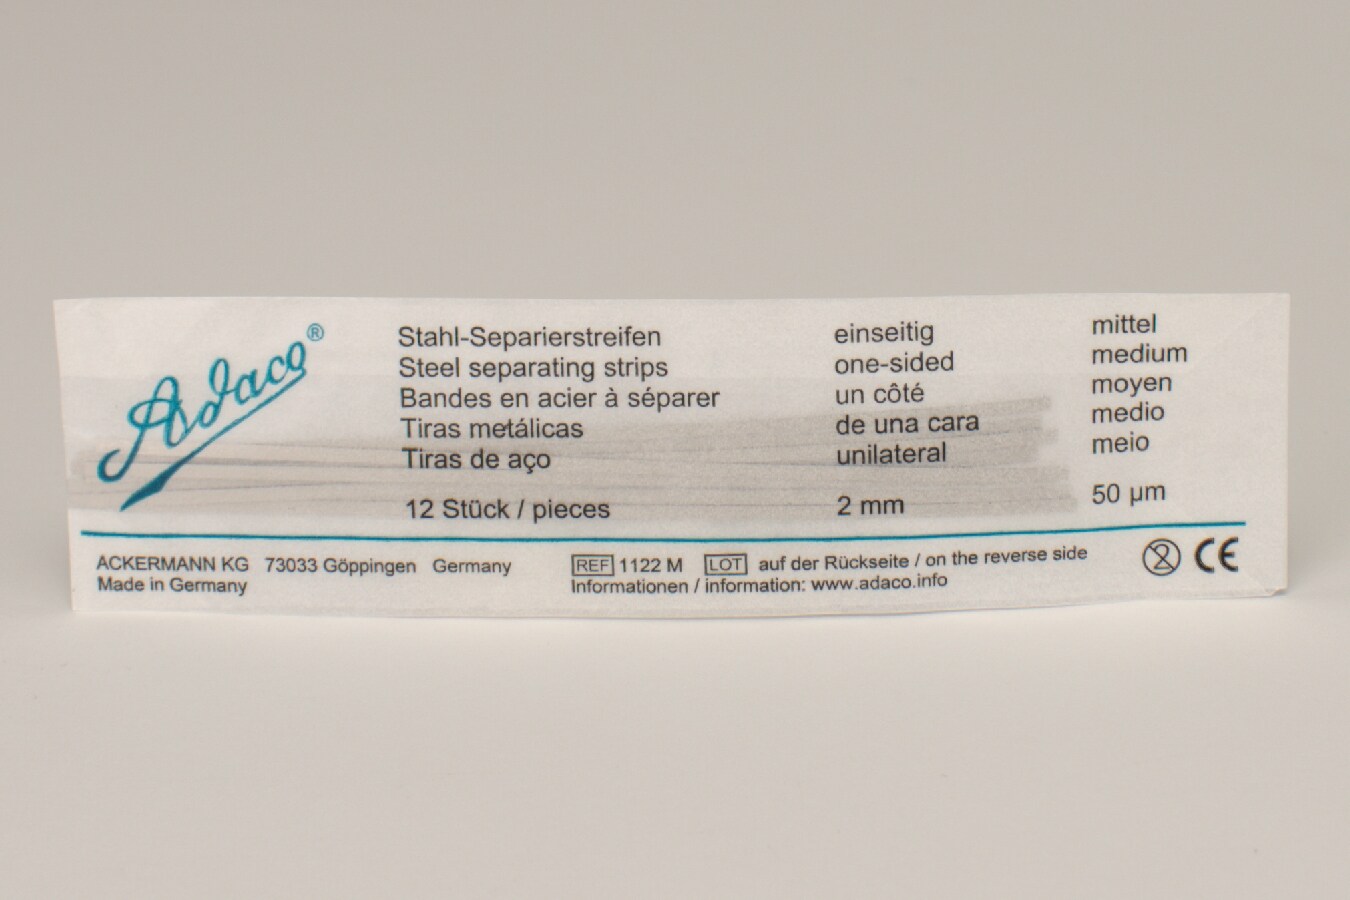 Adaco®
Stahl-Separierstreifen einseitig mittel
Steel separating strips one-sided medium
Bandes en acier à séparer un côté moyen
Tiras metálicas de una cara medio
Tiras de aço unilateral meio
12 Stück / pieces 2 mm 50 µm
ACKERMANN KG 73033 Göppingen Germany
Made in Germany
REF 1122 M LOT auf der Rückseite / on the reverse side
Informationen / information: www.adaco.info
2 CE